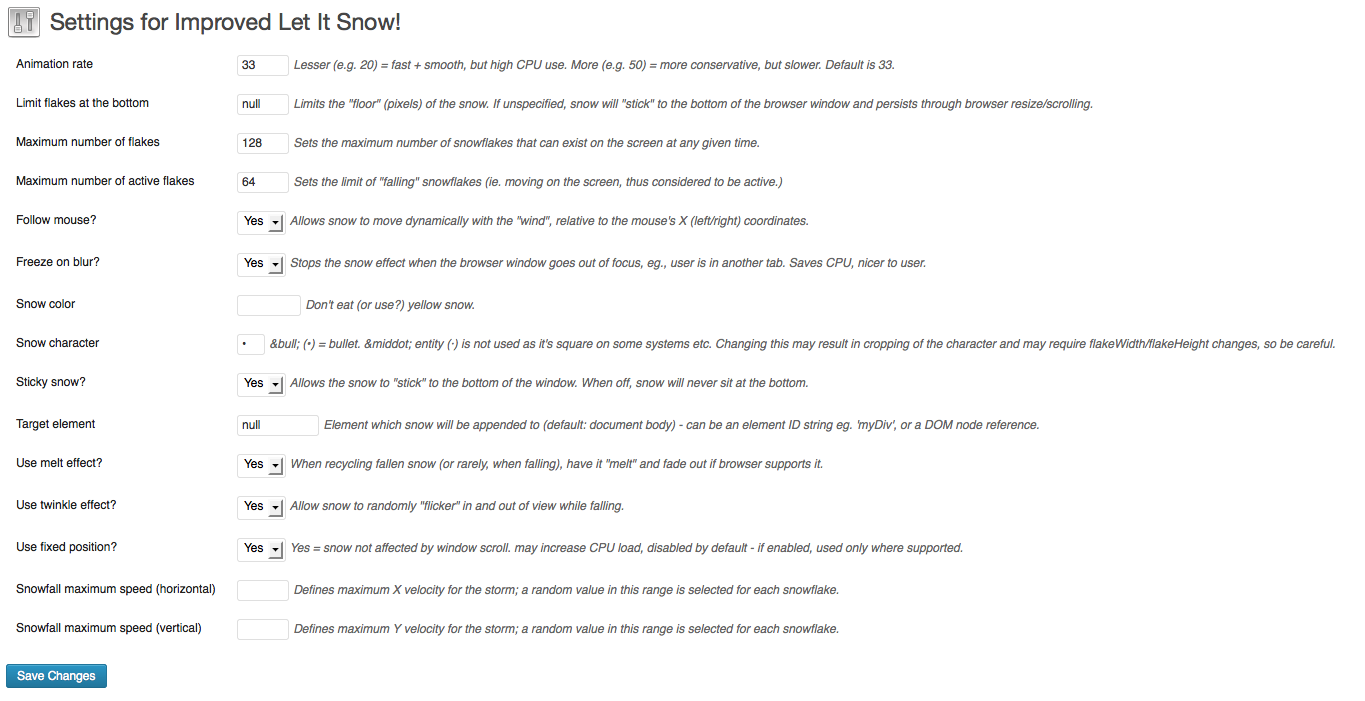 Settings for Improved Let It Snow!
Animation rate 33 Lesser (e.g. 20) = fast + smooth, but high CPU use. More (e.g. 50) = more conservative, but slower. Default is 33.
Limit flakes at the bottom null Limits the "floor" (pixels) of the snow. If unspecified, snow will "stick" to the bottom of the browser window and persists through browser resize/scrolling.
Maximum number of flakes 128 Sets the maximum number of snowflakes that can exist on the screen at any given time.
Maximum number of active flakes 64 Sets the limit of "falling" snowflakes (ie. moving on the screen, thus considered to be active.)
Follow mouse? Yes Allows snow to move dynamically with the "wind", relative to the mouse's X (left/right) coordinates.
Freeze on blur? Yes Stops the snow effect when the browser window goes out of focus, eg., user is in another tab. Saves CPU, nicer to user.
Snow color Don't eat (or use?) yellow snow.
Snow character • &bull; (•) = bullet. &middot; entity (·) is not used as it's square on some systems etc. Changing this may result in cropping of the character and may require flakeWidth/flakeHeight changes, so be careful.
Sticky snow? Yes Allows the snow to "stick" to the bottom of the window. When off, snow will never sit at the bottom.
Target element null Element which snow will be appended to (default: document body) - can be an element ID string eg. 'myDiv', or a DOM node reference.
Use melt effect? Yes When recycling fallen snow (or rarely, when falling), have it "melt" and fade out if browser supports it.
Use twinkle effect? Yes Allow snow to randomly "flicker" in and out of view while falling.
Use fixed position? Yes Yes = snow not affected by window scroll. may increase CPU load, disabled by default - if enabled, used only where supported.
Snowfall maximum speed (horizontal) Defines maximum X velocity for the storm; a random value in this range is selected for each snowflake.
Snowfall maximum speed (vertical) Defines maximum Y velocity for the storm; a random value in this range is selected for each snowflake.
Save Changes